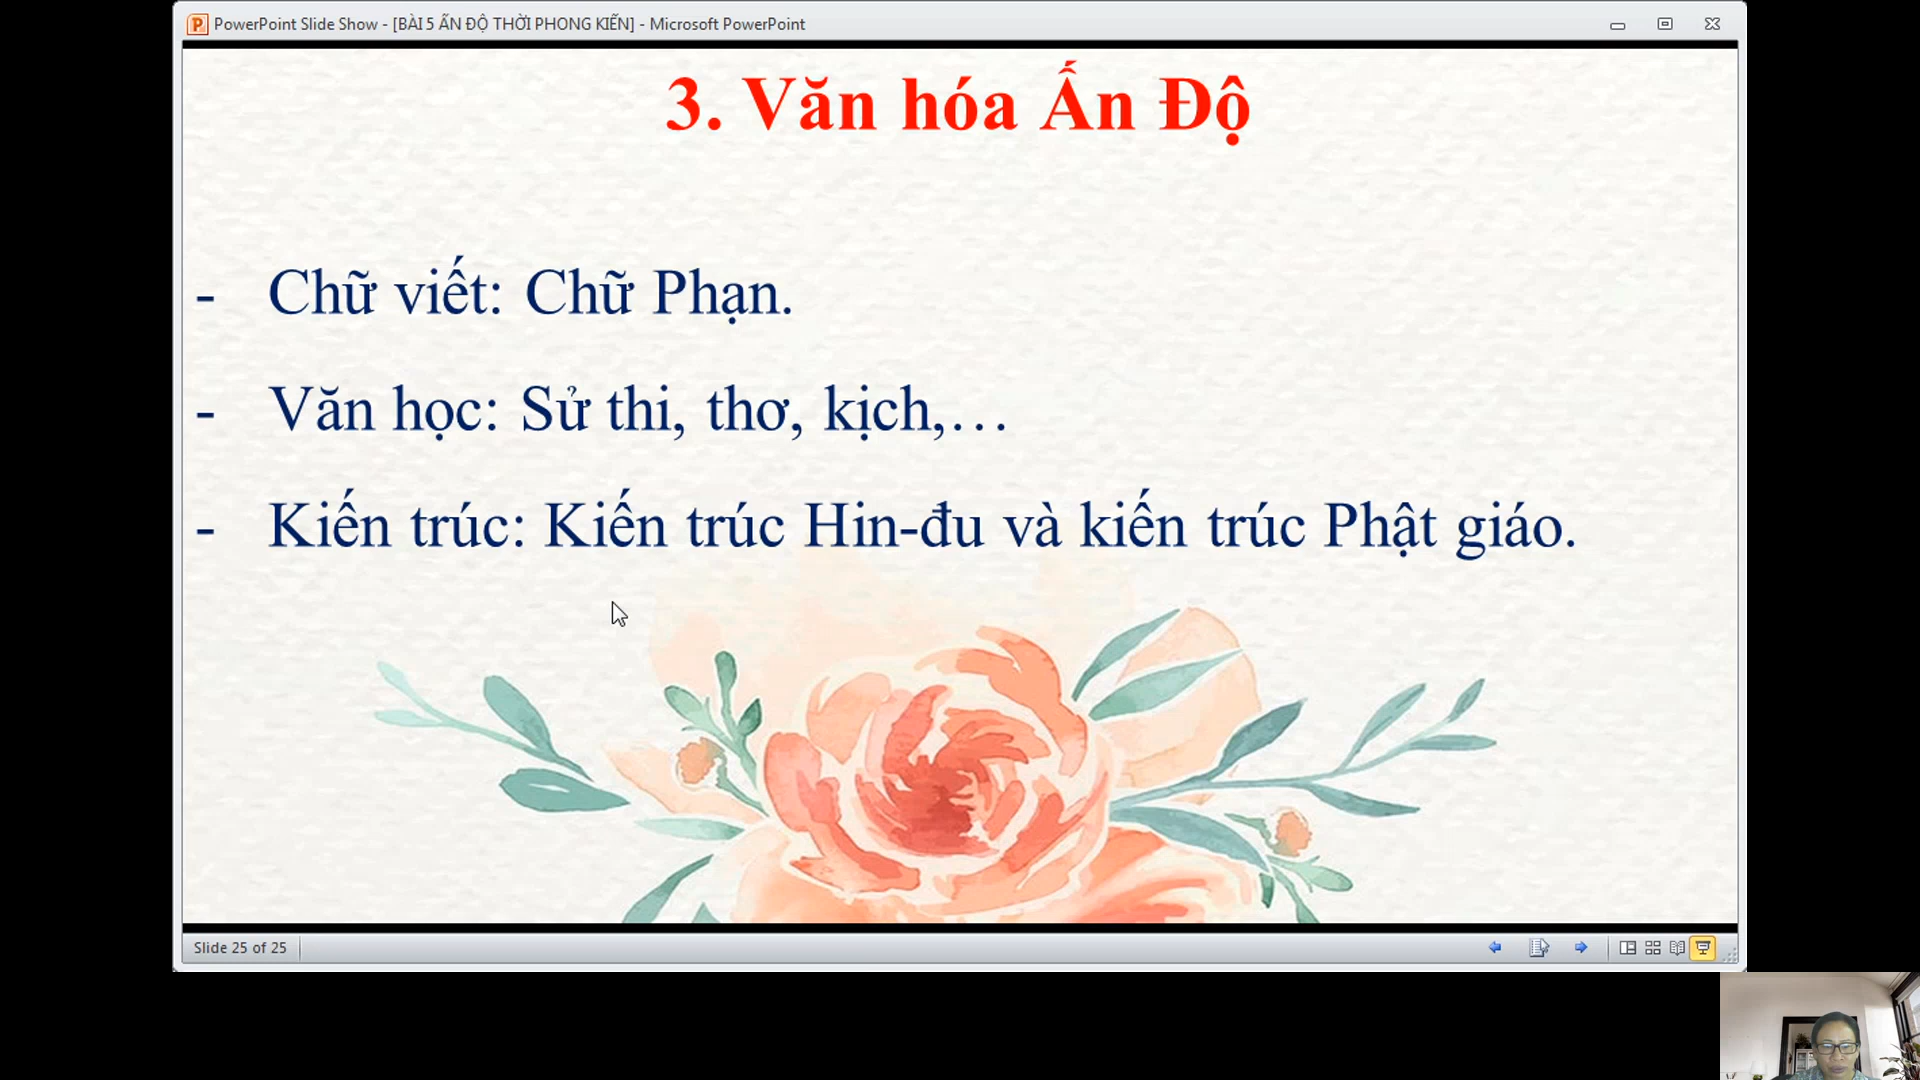 PowerPoint Slide Show - [BÀI 5 ẤN ĐỘ THỜI PHONG KIẾN] - Microsoft PowerPoint
3. Văn hóa Ấn Độ
- Chữ viết: Chữ Phạn.
- Văn học: Sử thi, thơ, kịch,…
- Kiến trúc: Kiến trúc Hin-đu và kiến trúc Phật giáo.
Slide 25 of 25